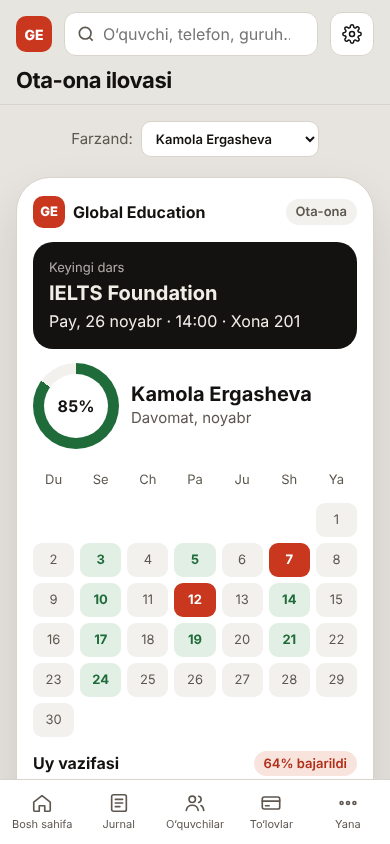 GE
O‘quvchi, telefon, guruh..
Ota-ona ilovasi
Farzand: Kamola Ergasheva
GE Global Education Ota-ona
Keyingi dars
IELTS Foundation
Pay, 26 noyabr · 14:00 · Xona 201
85%
Kamola Ergasheva
Davomat, noyabr
Du Se Ch Pa Ju Sh Ya
1
2 3 4 5 6 7 8
9 10 11 12 13 14 15
16 17 18 19 20 21 22
23 24 25 26 27 28 29
30
Uy vazifasi 64% bajarildi
Bosh sahifa Jurnal O‘quvchilar To‘lovlar Yana